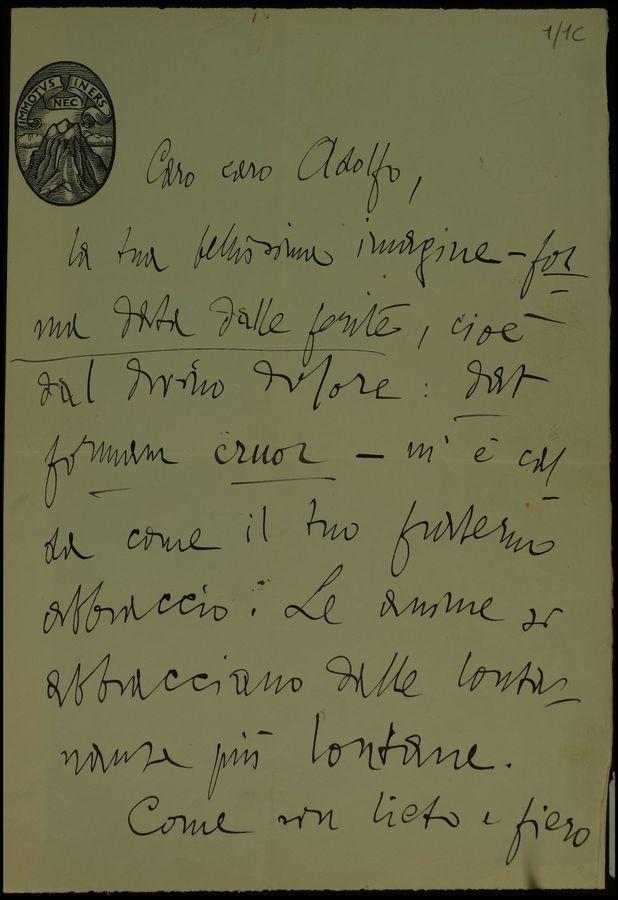 1/1C
IMMOTVS NEC INERS
Caro caro Adolfo,
la tua bellissima imagine – for
ma data dalle ferite, cioè
dal divino dolore : dat
formam cruor – m' è cal
da come il tuo fraterno
abbraccio. Le anime si
abbracciano dalle lonta-
nanze più lontane.
Come son lieto e fiero